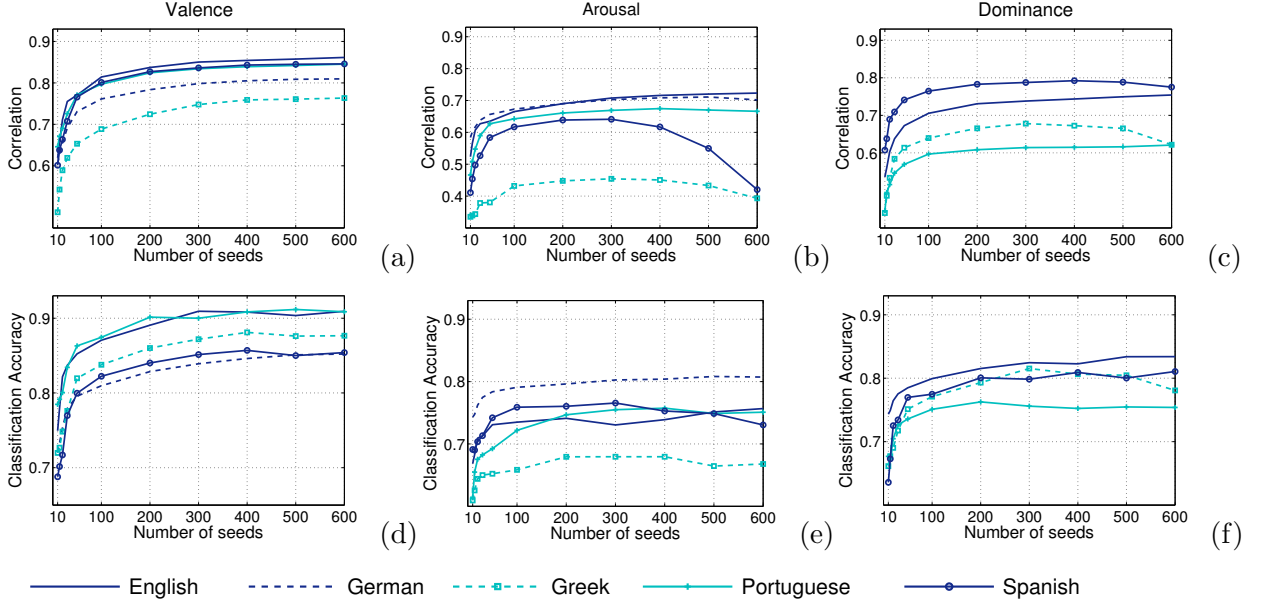 Valence
Arousal
Dominance
Correlation
0.9
0.8
0.7
0.6
10 100 200 300 400 500 600
Number of seeds
(a)
Correlation
0.9
0.8
0.7
0.6
0.5
0.4
10 100 200 300 400 500 600
Number of seeds
(b)
Correlation
0.9
0.8
0.7
0.6
10 100 200 300 400 500 600
Number of seeds
(c)
Classification Accuracy
0.9
0.8
0.7
10 100 200 300 400 500 600
Number of seeds
(d)
Classification Accuracy
0.9
0.8
0.7
10 100 200 300 400 500 600
Number of seeds
(e)
Classification Accuracy
0.9
0.8
0.7
10 100 200 300 400 500 600
Number of seeds
(f)
English German Greek Portuguese Spanish